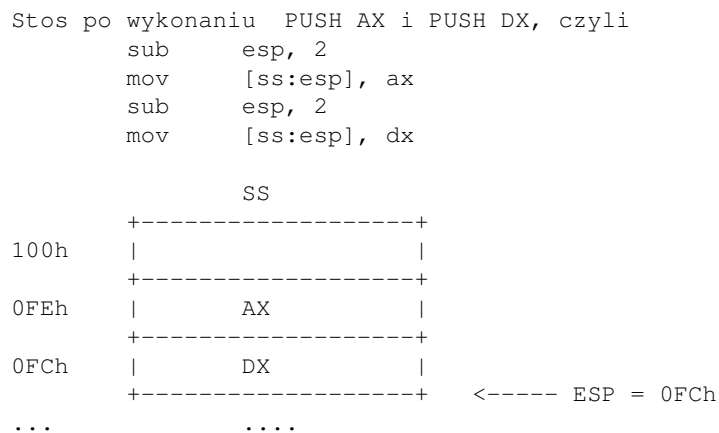 Stos po wykonaniu  PUSH AX i PUSH DX, czyli
        sub     esp, 2
        mov     [ss:esp], ax
        sub     esp, 2
        mov     [ss:esp], dx
                SS
        +-------------------+
100h    |                   |
        +-------------------+
0FEh    |       AX          |
        +-------------------+
0FCh    |       DX          |
        +-------------------+   <----- ESP = 0FCh
...             ....